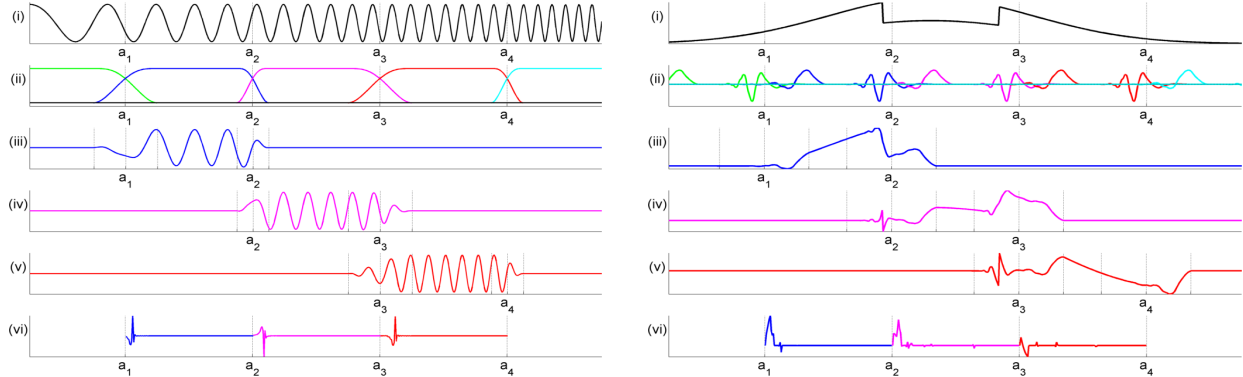 (i)
a1 a2 a3 a4
(ii)
a1 a2 a3 a4
(iii)
a1 a2
(iv)
a2 a3
(v)
a3 a4
(vi)
a1 a2 a3 a4
(i)
a1 a2 a3 a4
(ii)
a1 a2 a3 a4
(iii)
a1 a2
(iv)
a2 a3
(v)
a3 a4
(vi)
a1 a2 a3 a4